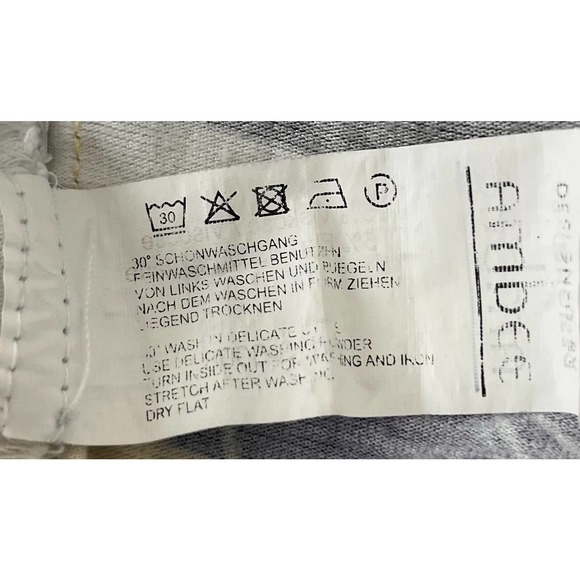 30
P
30° SCHONWASCHGANG
FEINWASCHMITTEL BENUTZEN
VON LINKS WASCHEN UND BUEGELN
NACH DEM WASCHEN IN FORM ZIEHEN
LIEGEND TROCKNEN
30° WASH IN DELICATE CYCLE
USE DELICATE WASHING POWDER
TURN INSIDE OUT FOR WASHING AND IRON
STRETCH AFTER WASHING
DRY FLAT